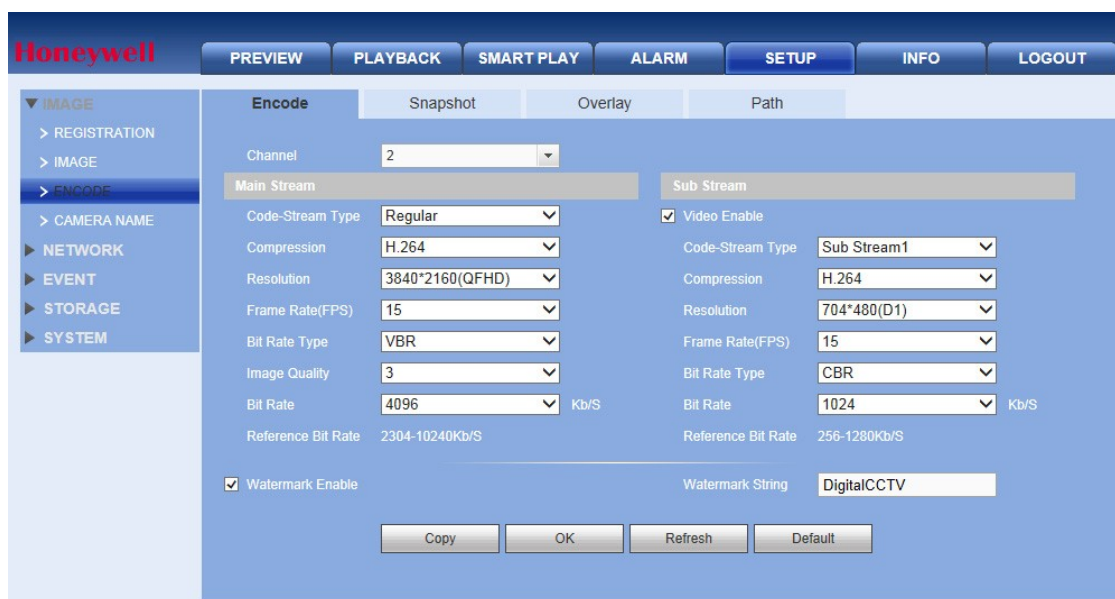 Honeywell
PREVIEW PLAYBACK SMART PLAY ALARM SETUP INFO LOGOUT
IMAGE
> REGISTRATION
> IMAGE
> ENCODE
> CAMERA NAME
NETWORK
EVENT
STORAGE
SYSTEM
Encode Snapshot Overlay Path
Channel 2
Main Stream
Code-Stream Type Regular
Compression H.264
Resolution 3840*2160(QFHD)
Frame Rate(FPS) 15
Bit Rate Type VBR
Image Quality 3
Bit Rate 4096 Kb/S
Reference Bit Rate 2304-10240Kb/S
Sub Stream
Video Enable
Code-Stream Type Sub Stream1
Compression H.264
Resolution 704*480(D1)
Frame Rate(FPS) 15
Bit Rate Type CBR
Bit Rate 1024 Kb/S
Reference Bit Rate 256-1280Kb/S
Watermark Enable
Watermark String DigitalCCTV
Copy OK Refresh Default